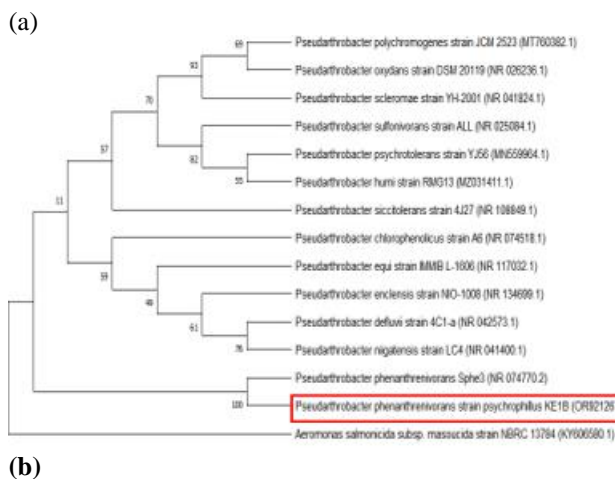 (a)
Pseudarthrobacter polychromogenes strain JCM 2523 (MT760382.1)
69
Pseudarthrobacter oxydans strain DSM 20119 (NR 026236.1)
93
Pseudarthrobacter scleromae strain YH-2001 (NR 041824.1)
70
Pseudarthrobacter sulfonivorans strain ALL (NR 025084.1)
57
82
Pseudarthrobacter psychrotolerans strain YJ56 (MN559964.1)
55
Pseudarthrobacter humi strain RMG13 (MZ031411.1)
11
Pseudarthrobacter siccitolerans strain 4J27 (NR 108849.1)
Pseudarthrobacter chlorophenolicus strain A6 (NR 074518.1)
59
Pseudarthrobacter equi strain IMMIB L-1606 (NR 117032.1)
49
Pseudarthrobacter enclensis strain NIO-1008 (NR 134699.1)
61
Pseudarthrobacter defluvii strain 4C1-a (NR 042573.1)
76
Pseudarthrobacter niigatensis strain LC4 (NR 041400.1)
Pseudarthrobacter phenanthrenivorans Sphe3 (NR 074770.2)
100
Pseudarthrobacter phenanthrenivorans strain psychrophillus KE1B (OR92126
Aeromonas salmonicida subsp. masoucida strain NBRC 13784 (KY606580.1)
(b)